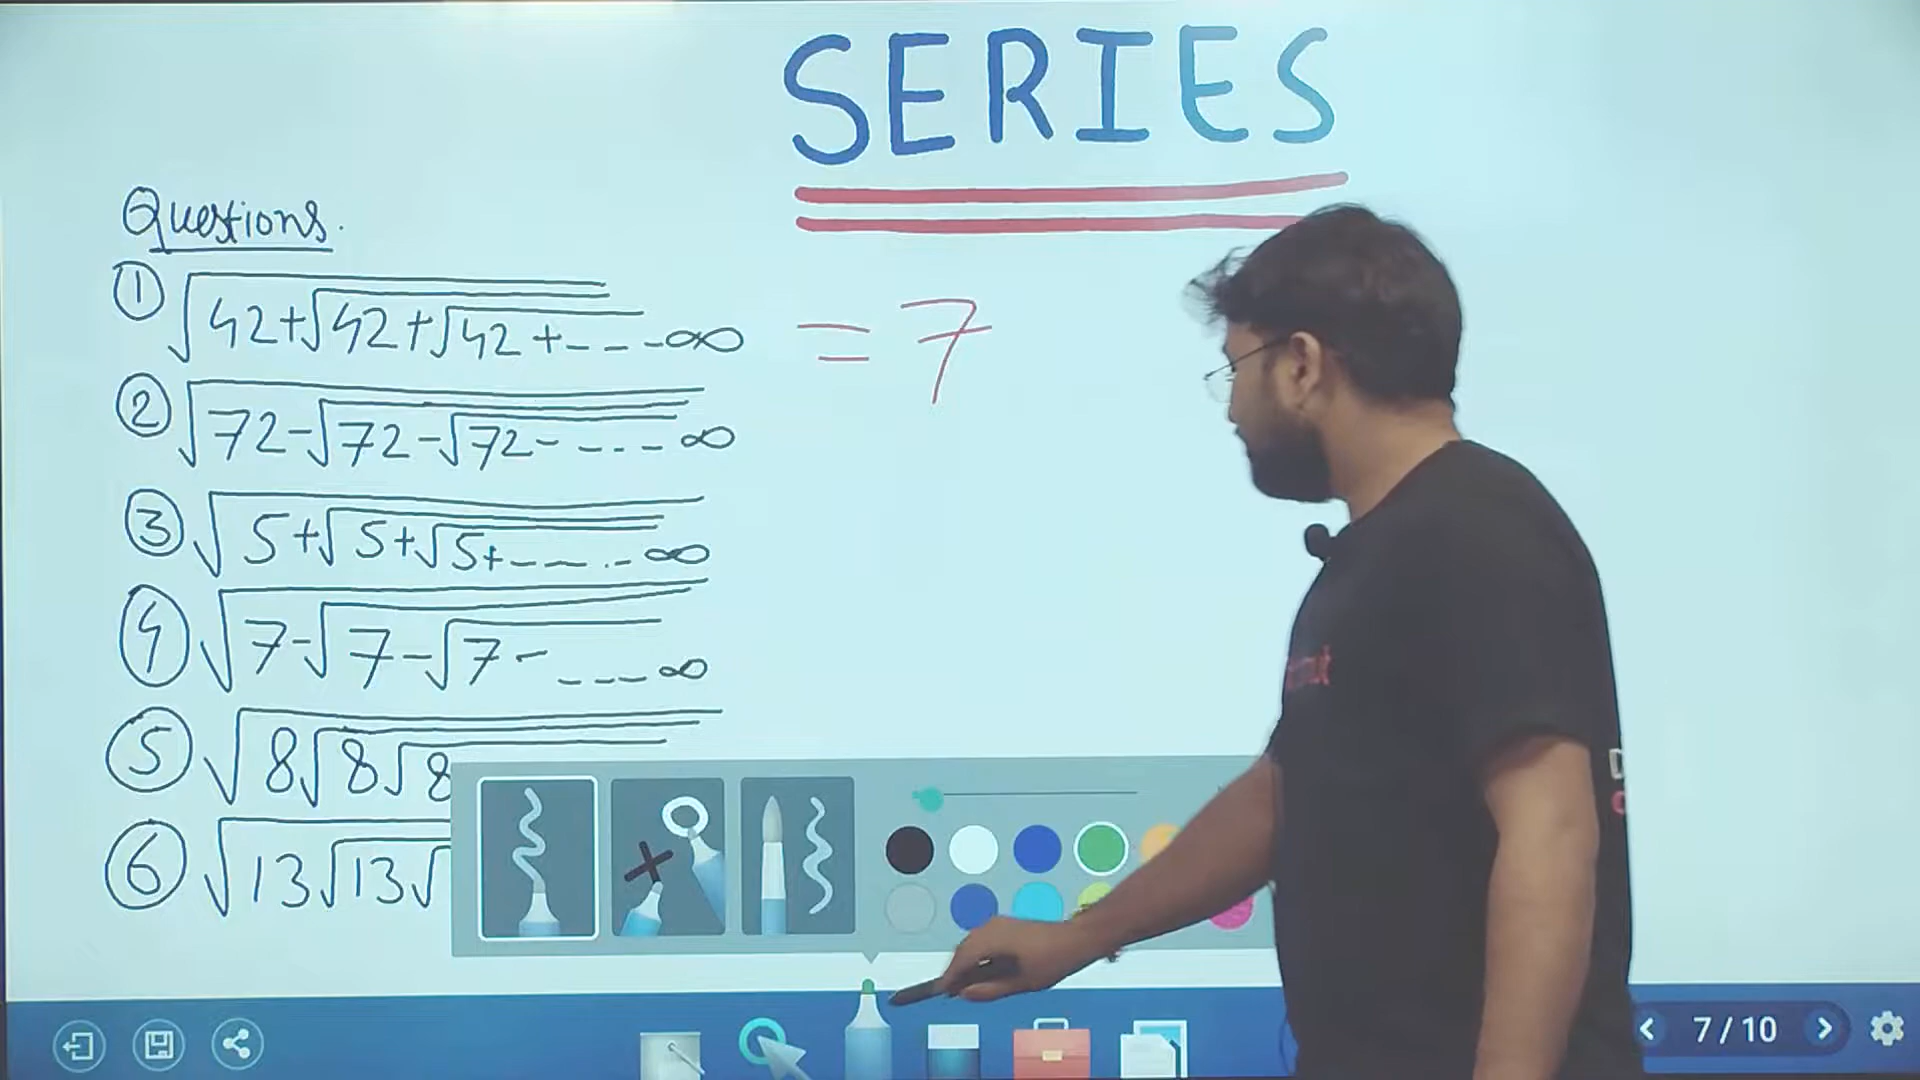 SERIES
Questions.
① √42+√42+√42+----∞ = 7
② √72-√72-√72-----∞
③ √5+√5+√5+-----∞
④ √7-√7-√7----∞
⑤ √8√8√8
⑥ √13√13√
7/10